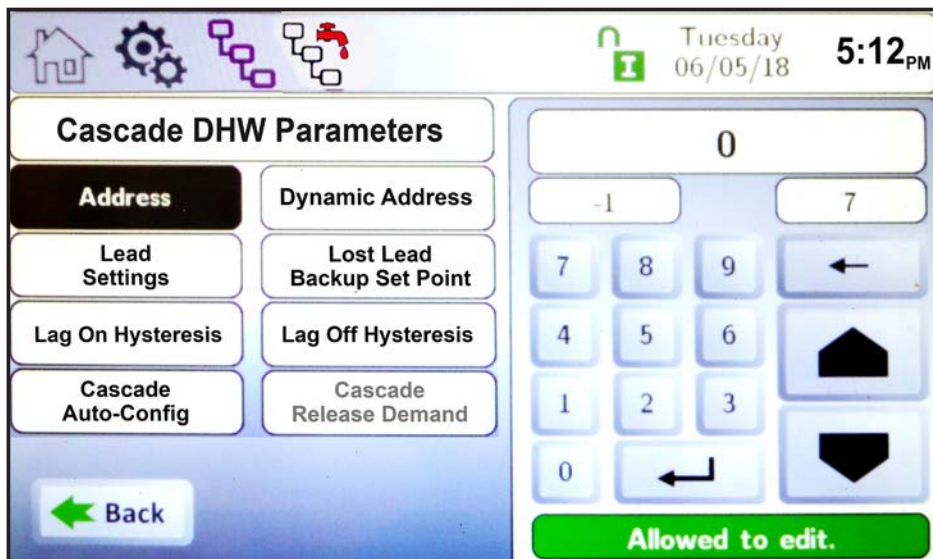 Tuesday
06/05/18
5:12PM
I
Cascade DHW Parameters
Address
Dynamic Address
Lead
Settings
Lost Lead
Backup Set Point
Lag On Hysteresis
Lag Off Hysteresis
Cascade
Auto-Config
Cascade
Release Demand
Back
0
-1
7
7 8 9
4 5 6
1 2 3
0
Allowed to edit.